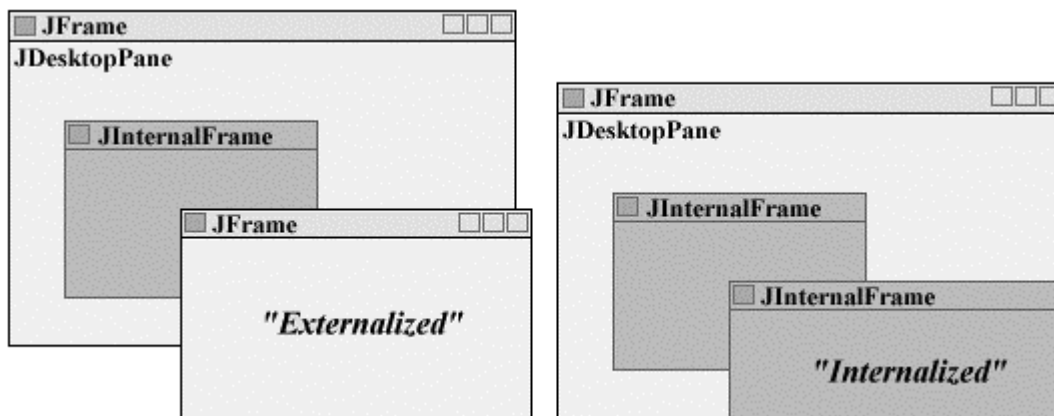 JFrame
JDesktopPane
JInternalFrame
JFrame
"Externalized"
JFrame
JDesktopPane
JInternalFrame
JInternalFrame
"Internalized"